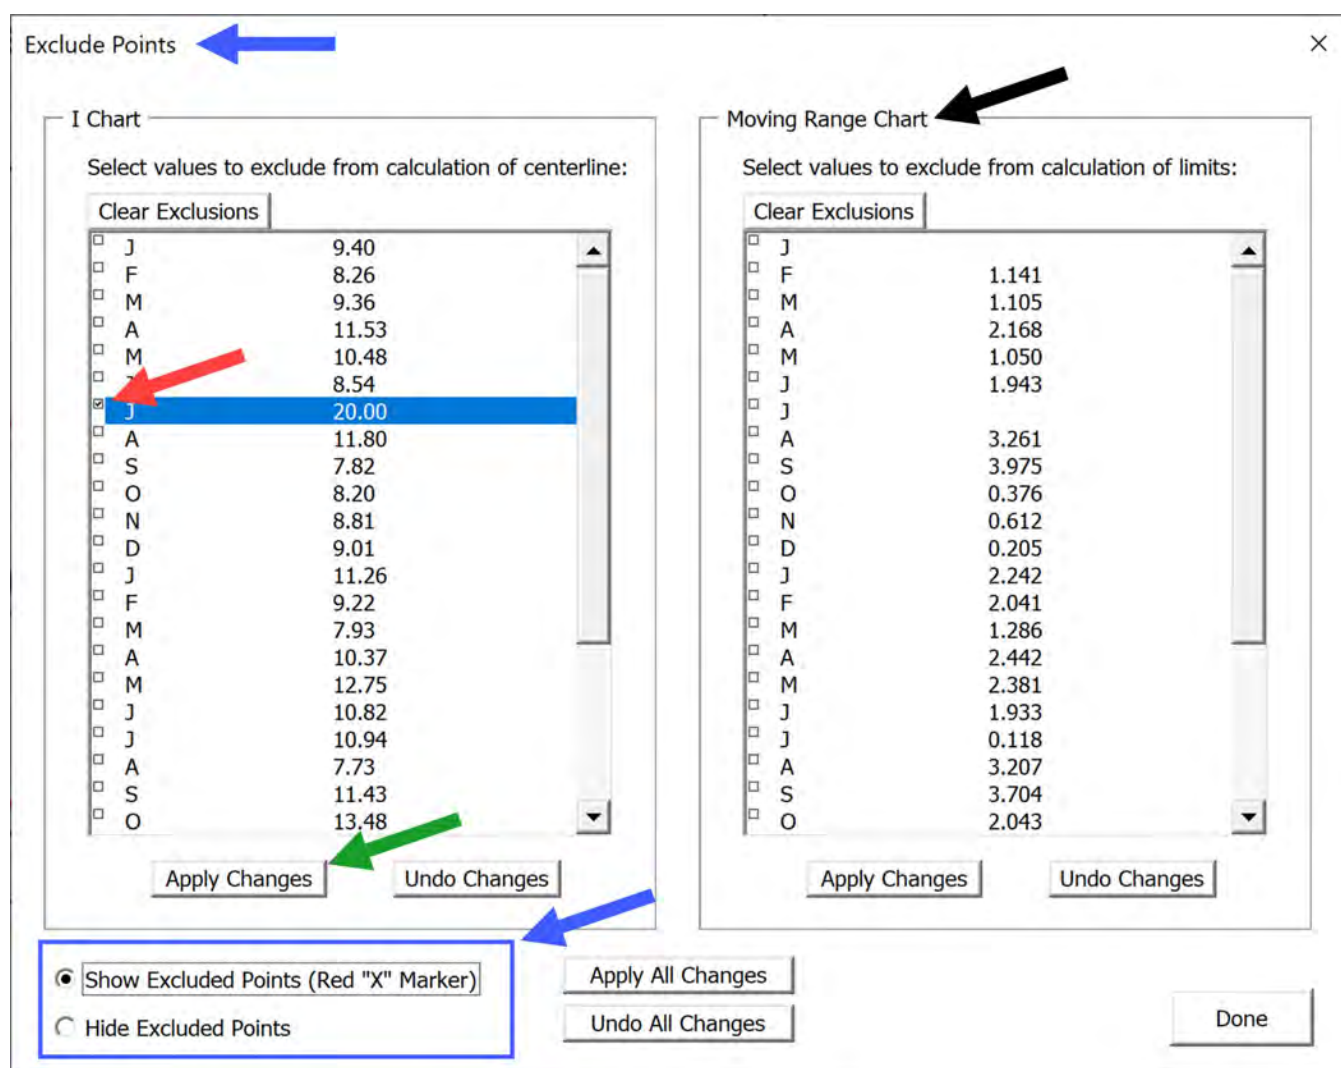 Exclude Points
I Chart
Select values to exclude from calculation of centerline:
Clear Exclusions
J 9.40
F 8.26
M 9.36
A 11.53
M 10.48
8.54
J 20.00
A 11.80
S 7.82
O 8.20
N 8.81
D 9.01
J 11.26
F 9.22
M 7.93
A 10.37
M 12.75
J 10.82
J 10.94
A 7.73
S 11.43
O 13.48
Apply Changes Undo Changes
Moving Range Chart
Select values to exclude from calculation of limits:
Clear Exclusions
J
F 1.141
M 1.105
A 2.168
M 1.050
J 1.943
J
A 3.261
S 3.975
O 0.376
N 0.612
D 0.205
J 2.242
F 2.041
M 1.286
A 2.442
M 2.381
J 1.933
J 0.118
A 3.207
S 3.704
O 2.043
Apply Changes Undo Changes
Show Excluded Points (Red "X" Marker)
Hide Excluded Points
Apply All Changes
Undo All Changes
Done